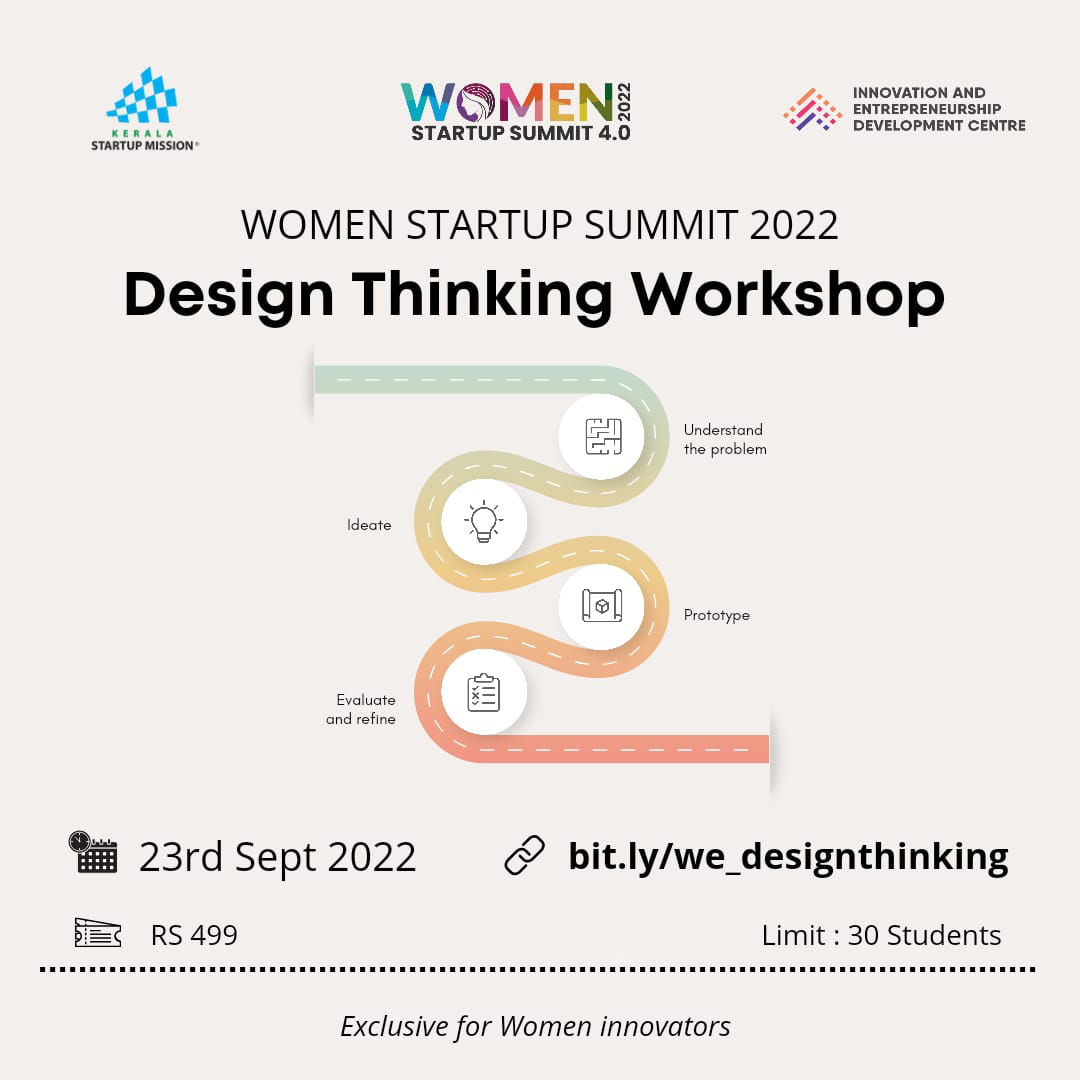 KERALA
STARTUP MISSION®
WOMEN 2022
STARTUP SUMMIT 4.0
INNOVATION AND
ENTREPRENEURSHIP
DEVELOPMENT CENTRE
WOMEN STARTUP SUMMIT 2022
Design Thinking Workshop
Understand
the problem
Ideate
Prototype
Evaluate
and refine
23rd Sept 2022
bit.ly/we_designthinking
RS 499
Limit : 30 Students
Exclusive for Women innovators